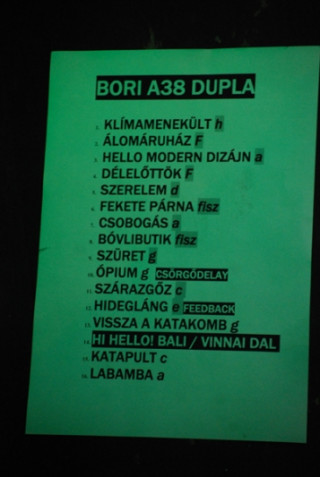 BORI A38 DUPLA
1. KLÍMAMENEKÜLT h
2. ÁLOMÁRUHÁZ F
3. HELLO MODERN DIZÁJN a
4. DÉLELŐTTÖK F
5. SZERELEM d
6. FEKETE PÁRNA fisz
7. CSOBOGÁS a
8. BÓVLIBUTIK fisz
9. SZÜRET g
10. ÓPIUM g CSÖRGŐDELAY
11. SZÁRAZGŐZ c
12. HIDEGLÁNG e FEEDBACK
13. VISSZA A KATAKOMB g
14. HI HELLO! BALI / VINNAI DAL
15. KATAPULT c
16. LABAMBA a